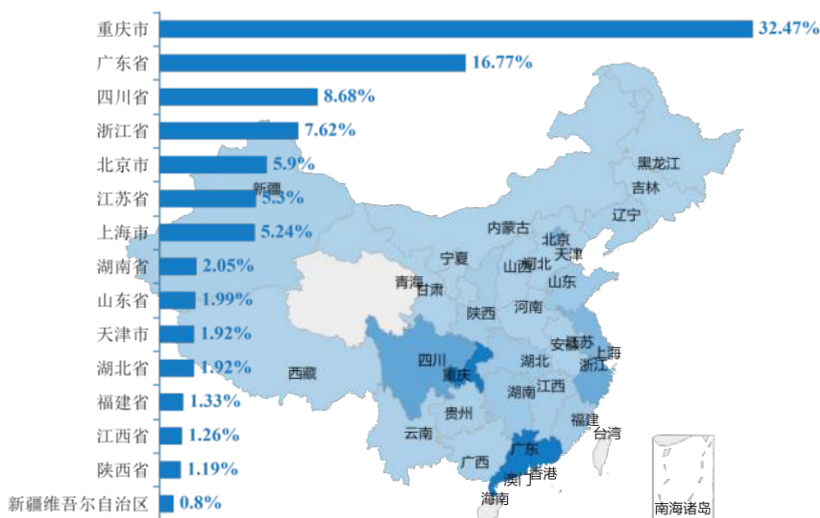 重庆市 32.47%
广东省 16.77%
四川省 8.68%
浙江省 7.62%
北京市 5.9%
江苏省 5.3%
上海市 5.24%
湖南省 2.05%
山东省 1.99%
天津市 1.92%
湖北省 1.92%
福建省 1.33%
江西省 1.26%
陕西省 1.19%
新疆维吾尔自治区 0.8%
黑龙江
吉林
新疆
辽宁
内蒙古
北京
天津
宁夏
山西
河北
青海
甘肃
山东
陕西
河南
安徽
江苏
上海
四川
湖北
浙江
西藏
重庆
湖南
江西
贵州
福建
云南
台湾
广东
广西
香港
澳门
海南
南海诸岛